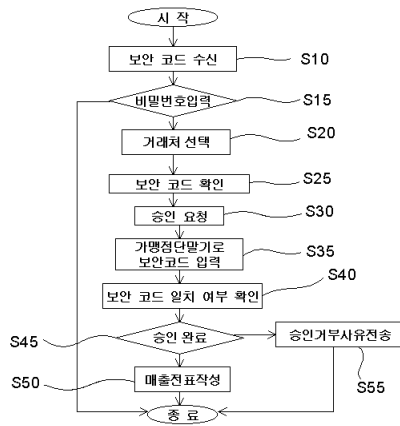 시 작
보안 코드 수신
S10
비밀번호입력
S15
거래처 선택
S20
보안 코드 확인
S25
승인 요청
S30
가맹점단말기로
보안코드 입력
S35
보안 코드 일치 여부 확인
S40
승인 완료
S45
승인거부사유전송
S55
매출전표작성
S50
종 료